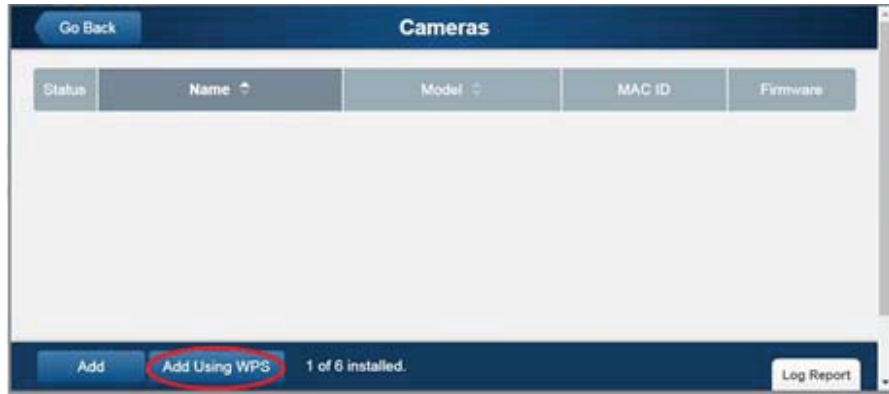 Go Back
Cameras
Status
Name
Model
MAC ID
Firmware
Add
Add Using WPS
1 of 6 installed.
Log Report